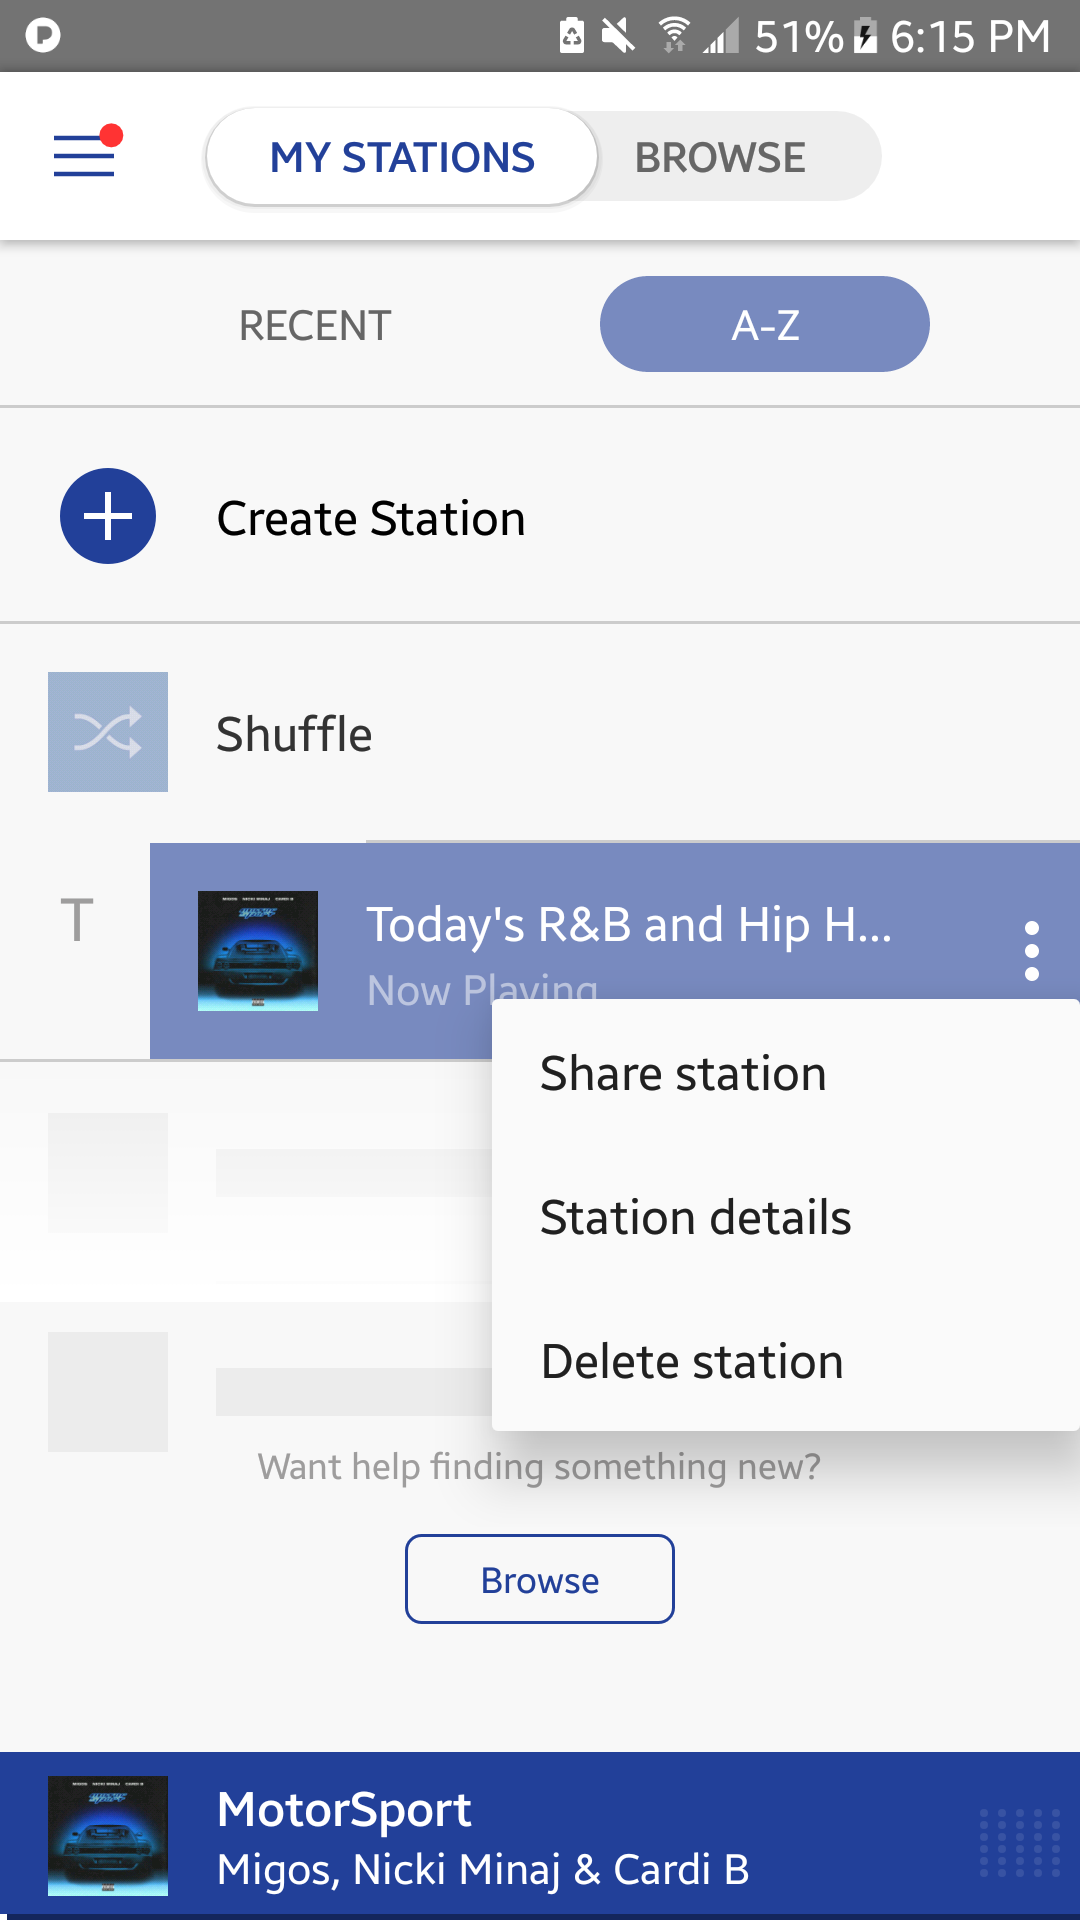 51% 6:15 PM
MY STATIONS BROWSE
RECENT A-Z
Create Station
Shuffle
T
Today's R&B and Hip H...
Now Playing
Share station
Station details
Delete station
Want help finding something new?
Browse
MotorSport
Migos, Nicki Minaj & Cardi B